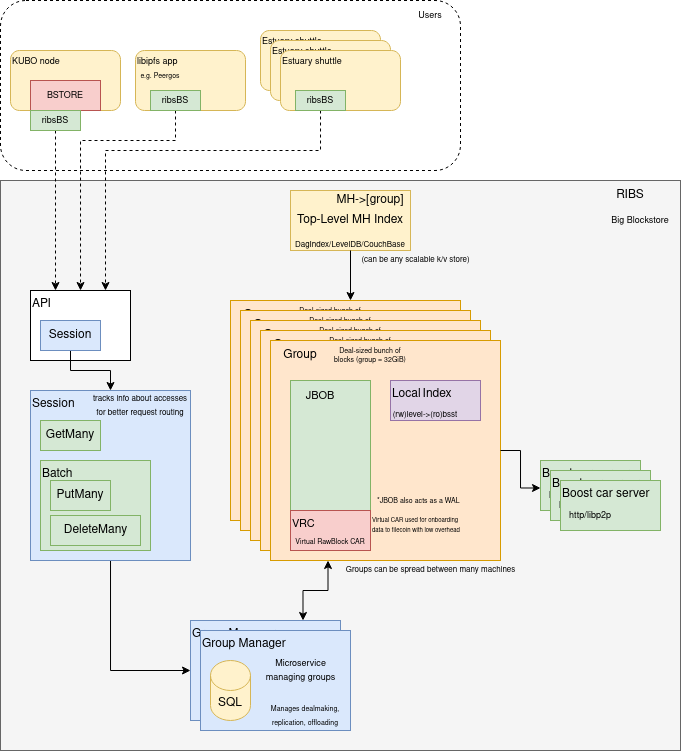 Users
KUBO node
BSTORE
ribsBS
libipfs app
e.g. Peergos
ribsBS
Estuary shuttle
Estuary shuttle
Estuary shuttle
ribsBS
RIBS
Big Blockstore
MH->[group]
Top-Level MH Index
DagIndex/LevelDB/CouchBase
(can be any scalable k/v store)
API
Session
Session
tracks info about accesses
for better request routing
GetMany
Batch
PutMany
DeleteMany
Deal-sized bunch of
Deal-sized bunch of
Deal-sized bunch of
Deal-sized bunch of
Group
Deal-sized bunch of
blocks (group = 32GiB)
JBOB
Local Index
(rw)level->(ro)bsst
*JBOB also acts as a WAL
VRC
Virtual RawBlock CAR
Virtual CAR used for onboarding
data to filecoin with low overhead
Groups can be spread between many machines
Boost car server
http/libp2p
Group Manager
Microservice
managing groups
SQL
Manages dealmaking,
replication, offloading